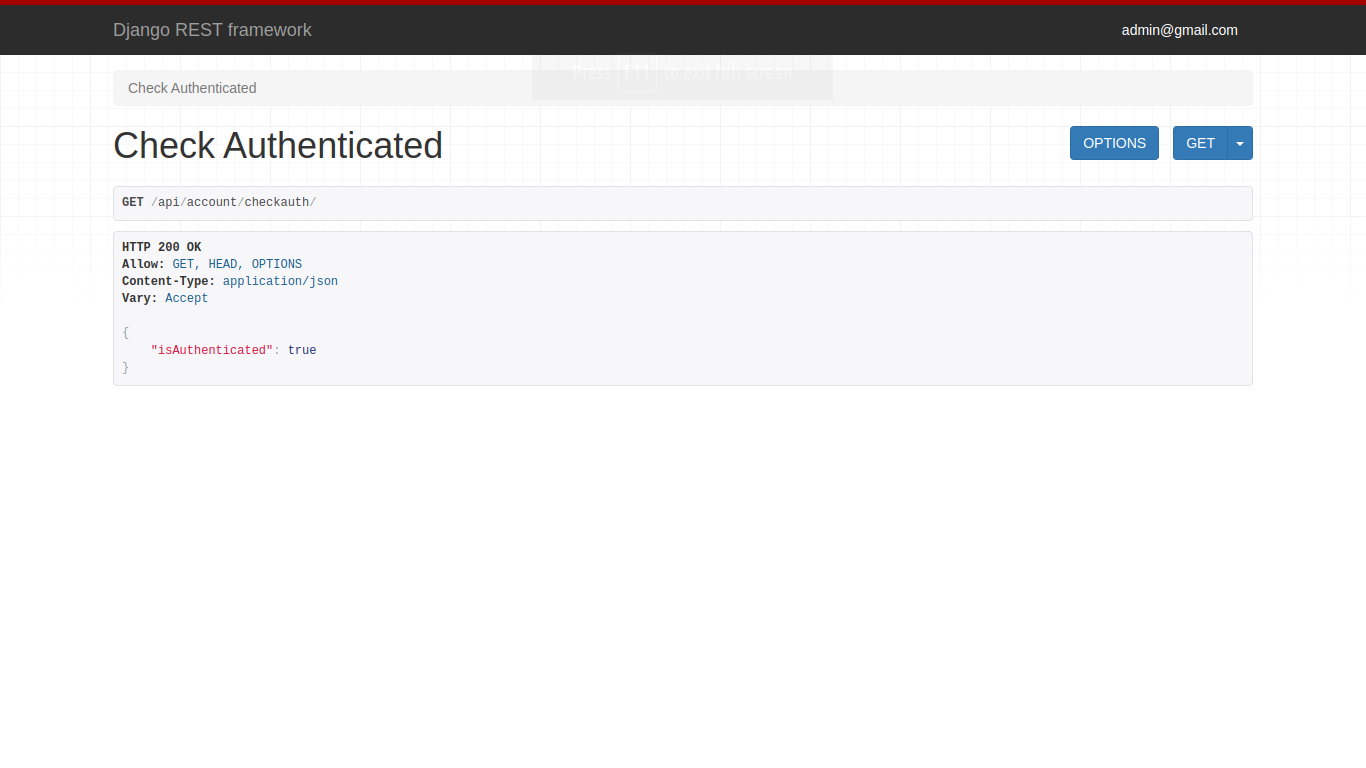 Django REST framework
admin@gmail.com
Press F11 to exit full screen
Check Authenticated
Check Authenticated
OPTIONS
GET
GET /api/account/checkauth/
HTTP 200 OK
Allow: GET, HEAD, OPTIONS
Content-Type: application/json
Vary: Accept
{
    "isAuthenticated": true
}